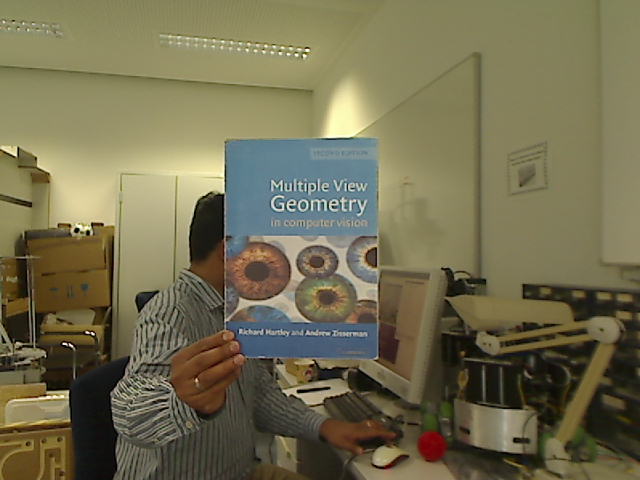 SECOND EDITION
Multiple View
Geometry
in computer vision
Richard Hartley and Andrew Zisserman